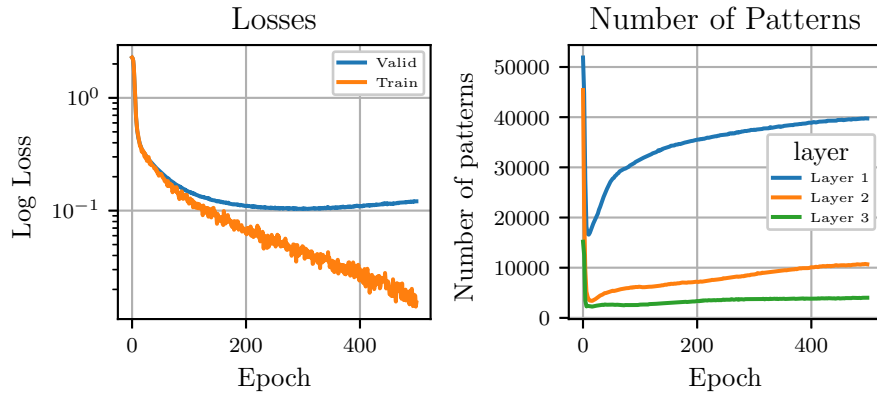 Losses
Log Loss
10^0
10^{-1}
Valid
Train
0
200
400
Epoch
Number of Patterns
Number of patterns
50000
40000
30000
20000
10000
0
layer
Layer 1
Layer 2
Layer 3
0
200
400
Epoch